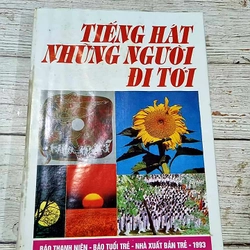 TIẾNG HÁT
NHỮNG NGƯỜI
ĐI TỚI
BÁO THANH NIÊN - BÁO TUỔI TRẺ - NHÀ XUẤT BẢN TRẺ - 1993